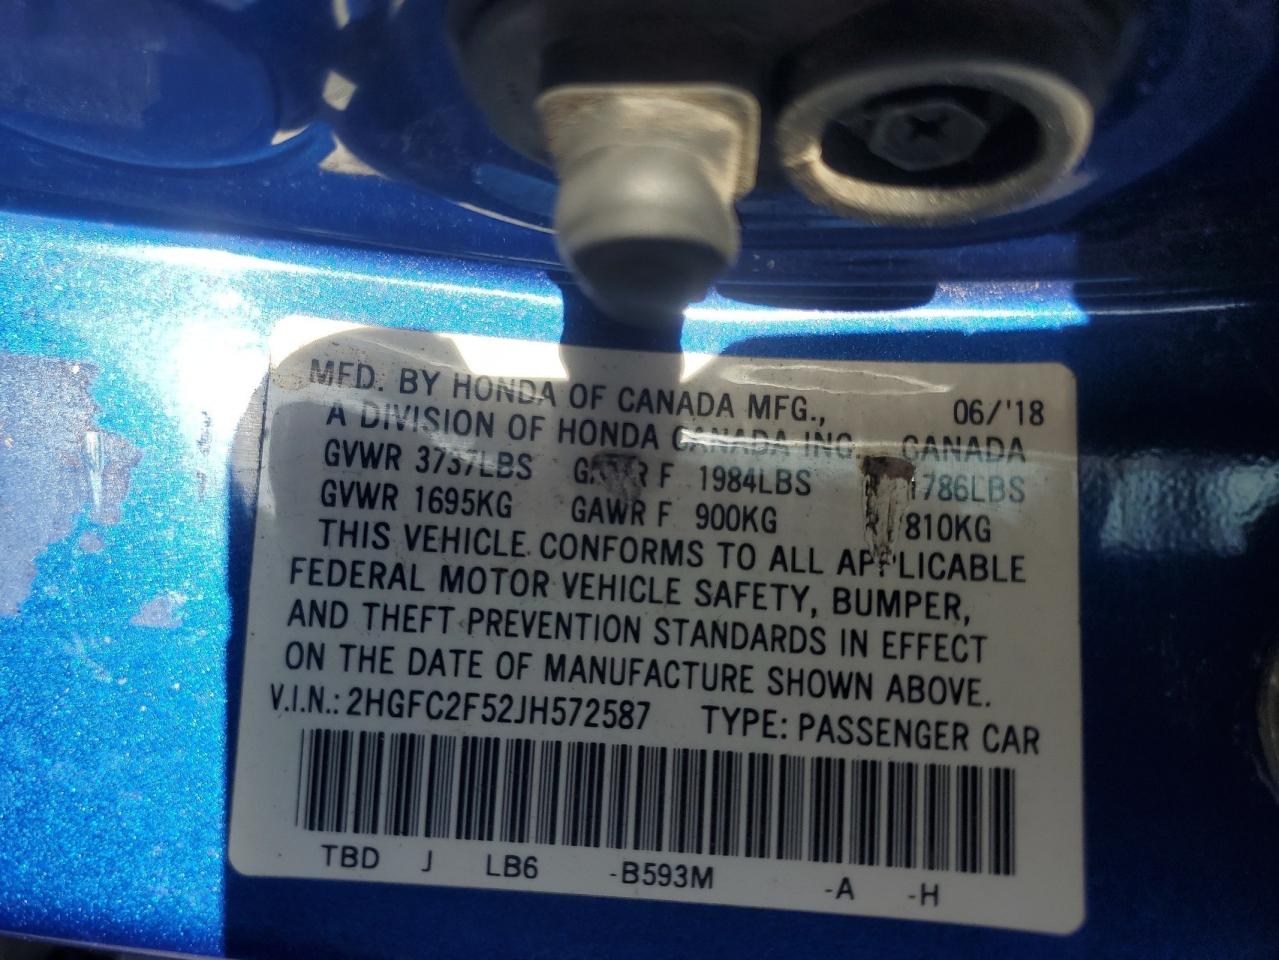 MFD. BY HONDA OF CANADA MFG., 06/'18
A DIVISION OF HONDA CANADA INC. CANADA
GVWR 3737LBS F 1984LBS 1786LBS
GVWR 1695KG GAWR F 900KG 810KG
THIS VEHICLE CONFORMS TO ALL APPLICABLE
FEDERAL MOTOR VEHICLE SAFETY, BUMPER,
AND THEFT PREVENTION STANDARDS IN EFFECT
ON THE DATE OF MANUFACTURE SHOWN ABOVE.
V.I.N.: 2HGFC2F52JH572587 TYPE: PASSENGER CAR
TBD J LB6 -B593M -A -H